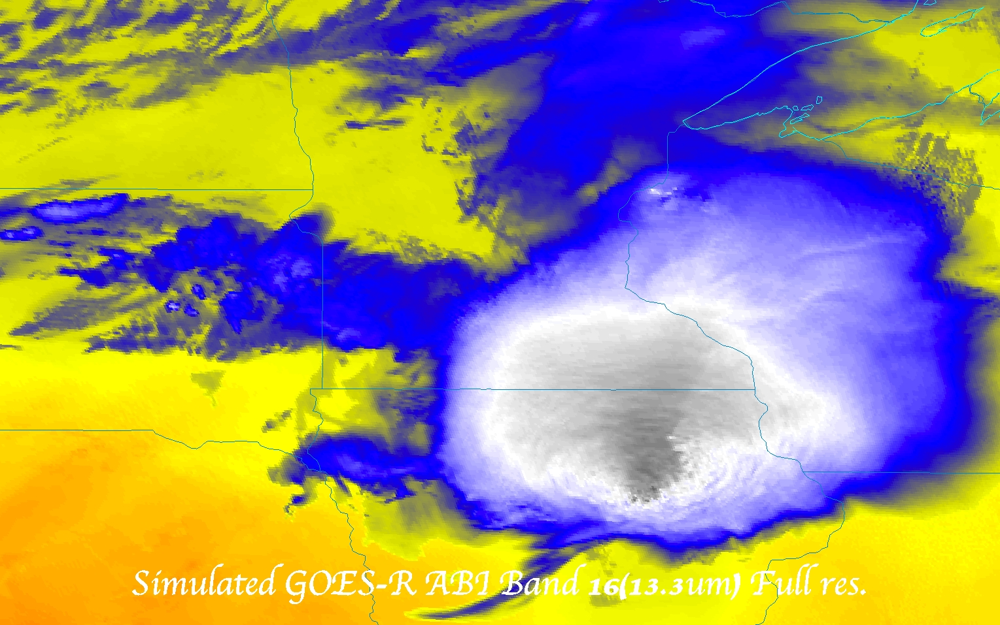 Simulated GOES-R ABI Band 16(13.3um) Full res.